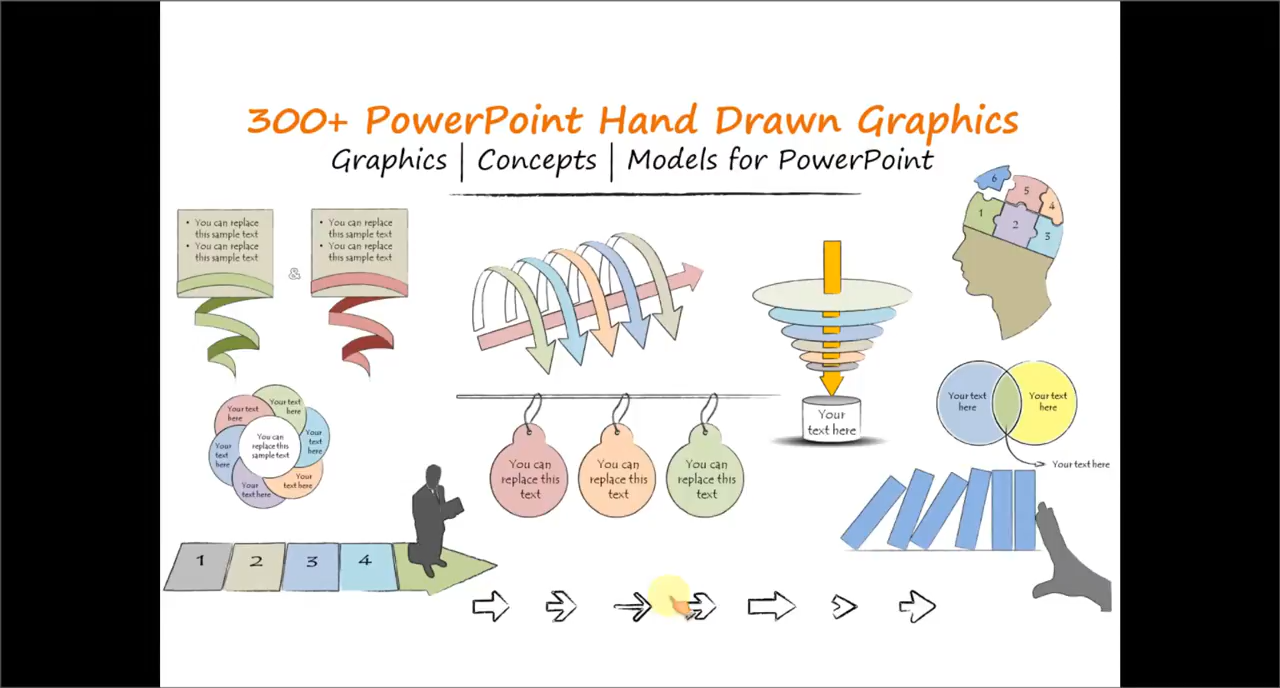 300+ PowerPoint Hand Drawn Graphics
Graphics | Concepts | Models for PowerPoint
• You can replace
this sample text
• You can replace
this sample text
&
• You can replace
this sample text
• You can replace
this sample text
6
5
4
1
2
3
Your
text here
Your text
here
Your text
here
Your text here
Your text
here
Your text
here
Your
text
here
Your
text here
Your
text here
Your
text
here
You can
replace this
sample text
You can
replace this
text
You can
replace this
text
You can
replace this
text
1
2
3
4